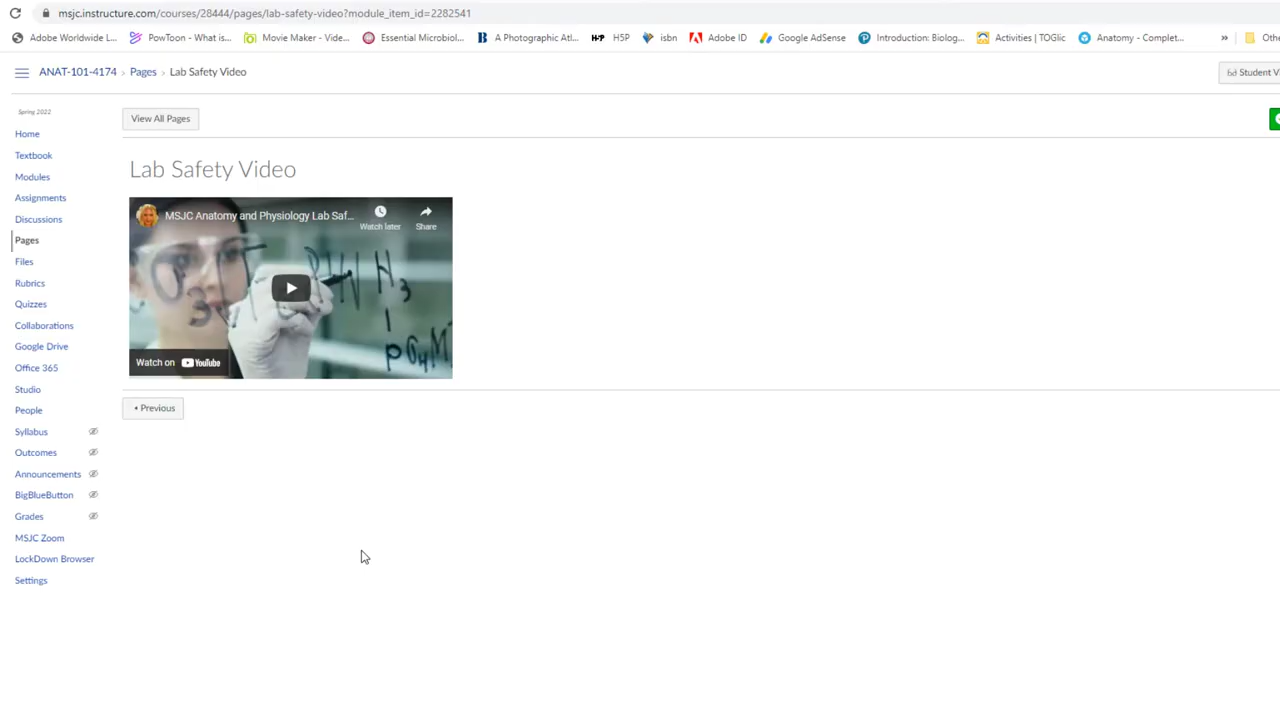 msjc.instructure.com/courses/28444/pages/lab-safety-video?module_item_id=2282541
Adobe Worldwide L... PowToon - What is... Movie Maker - Vide... Essential Microbiol... A Photographic Atl... H5P isbn Adobe ID Google AdSense Introduction: Biolog... Activities | TOGlic Anatomy - Complet... » Othe
ANAT-101-4174 › Pages › Lab Safety Video
Student V
Spring 2022
View All Pages
Home
Textbook
Modules
Assignments
Discussions
Pages
Files
Rubrics
Quizzes
Collaborations
Google Drive
Office 365
Studio
People
Syllabus
Outcomes
Announcements
BigBlueButton
Grades
MSJC Zoom
LockDown Browser
Settings
Lab Safety Video
MSJC Anatomy and Physiology Lab Saf...
Watch later
Share
H3
Watch on YouTube
Previous